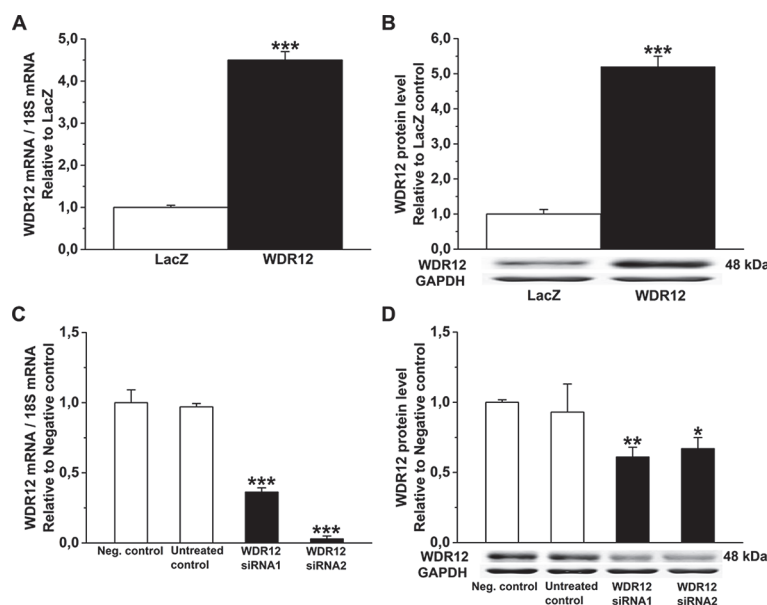 A
WDR12 mRNA / 18S mRNA
Relative to LacZ
5,0
4,0
3,0
2,0
1,0
0,0
***
LacZ
WDR12
B
WDR12 protein level
Relative to LacZ control
6,0
5,0
4,0
3,0
2,0
1,0
0,0
***
WDR12
48 kDa
GAPDH
LacZ
WDR12
C
WDR12 mRNA / 18S mRNA
Relative to Negative control
1,5
1,0
0,5
0,0
***
***
Neg. control
Untreated
control
WDR12
siRNA1
WDR12
siRNA2
D
WDR12 protein level
Relative to Negative control
1,5
1,0
0,5
0,0
**
*
WDR12
48 kDa
GAPDH
Neg. control
Untreated
control
WDR12
siRNA1
WDR12
siRNA2